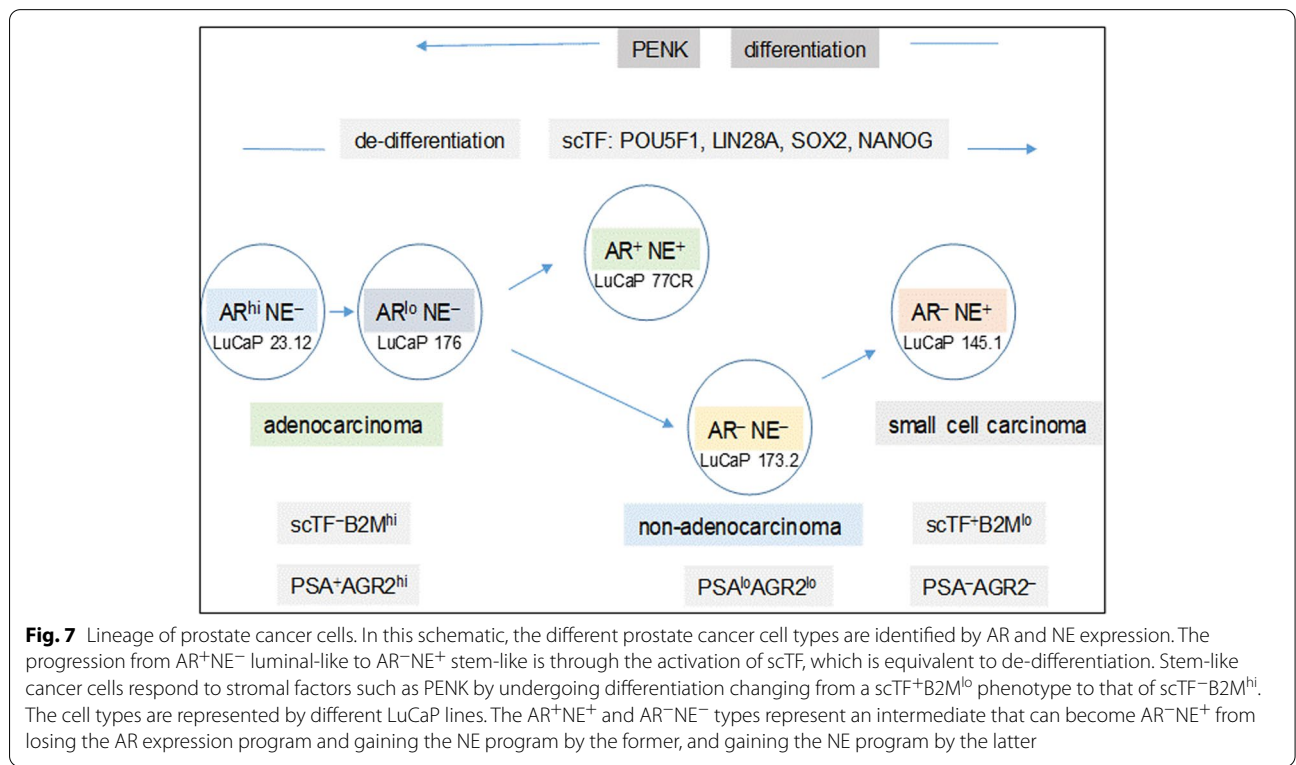 PENK differentiation
de-differentiation scTF: POU5F1, LIN28A, SOX2, NANOG
AR⁺ NE⁺
LuCaP 77CR
ARʰⁱ NE⁻ ARˡᵒ NE⁻ AR⁻ NE⁺
LuCaP 23.12 LuCaP 176 LuCaP 145.1
adenocarcinoma AR⁻ NE⁻ small cell carcinoma
LuCaP 173.2
scTF⁻B2Mʰⁱ non-adenocarcinoma scTF⁺B2Mˡᵒ
PSA⁺AGR2ʰⁱ PSAˡᵒAGR2ˡᵒ PSA⁻AGR2⁻
Fig. 7 Lineage of prostate cancer cells. In this schematic, the different prostate cancer cell types are identified by AR and NE expression. The
progression from AR⁺NE⁻ luminal-like to AR⁻NE⁺ stem-like is through the activation of scTF, which is equivalent to de-differentiation. Stem-like
cancer cells respond to stromal factors such as PENK by undergoing differentiation changing from a scTF⁺B2Mˡᵒ phenotype to that of scTF⁻B2Mʰⁱ.
The cell types are represented by different LuCaP lines. The AR⁺NE⁺ and AR⁻NE⁻ types represent an intermediate that can become AR⁻NE⁺ from
losing the AR expression program and gaining the NE program by the former, and gaining the NE program by the latter